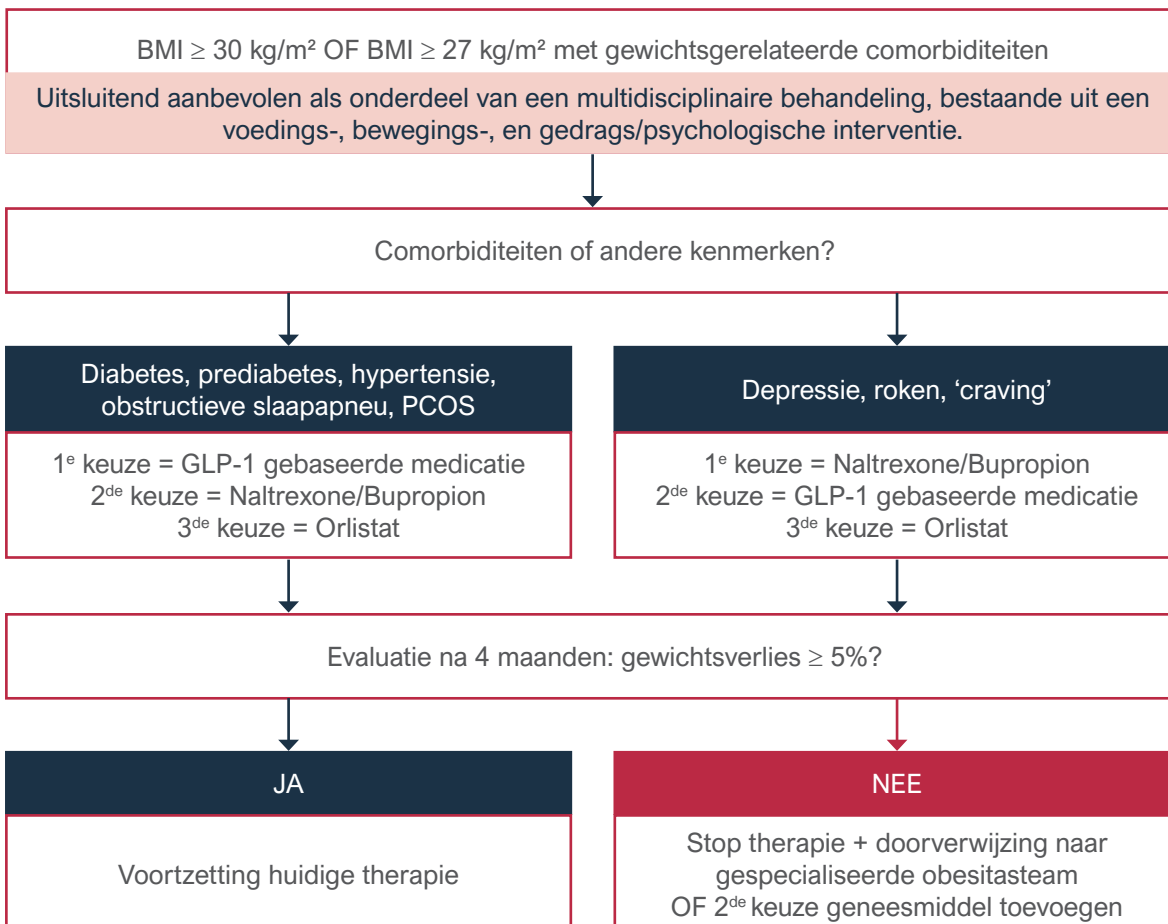 BMI ≥ 30 kg/m² OF BMI ≥ 27 kg/m² met gewichtsgerelateerde comorbiditeiten
Uitsluitend aanbevolen als onderdeel van een multidisciplinaire behandeling, bestaande uit een
voedings-, bewegings-, en gedrags/psychologische interventie.
Comorbiditeiten of andere kenmerken?
Diabetes, prediabetes, hypertensie,
obstructieve slaapapneu, PCOS
1e keuze = GLP-1 gebaseerde medicatie
2de keuze = Naltrexone/Bupropion
3de keuze = Orlistat
Depressie, roken, ‘craving’
1e keuze = Naltrexone/Bupropion
2de keuze = GLP-1 gebaseerde medicatie
3de keuze = Orlistat
Evaluatie na 4 maanden: gewichtsverlies ≥ 5%?
JA
Voortzetting huidige therapie
NEE
Stop therapie + doorverwijzing naar
gespecialiseerde obesitasteam
OF 2de keuze geneesmiddel toevoegen